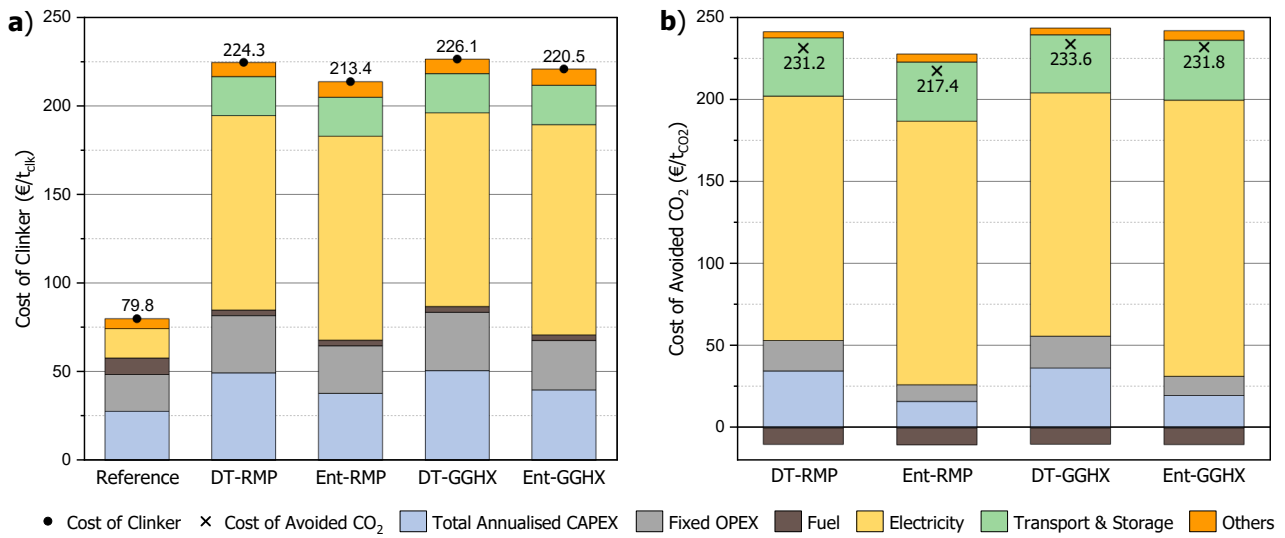 a)
250
200
150
100
50
0
Cost of Clinker (€/t_clk)
79.8
224.3
213.4
226.1
220.5
Reference
DT-RMP
Ent-RMP
DT-GGHX
Ent-GGHX
b)
250
200
150
100
50
0
Cost of Avoided CO₂ (€/t_CO2)
231.2
217.4
233.6
231.8
DT-RMP
Ent-RMP
DT-GGHX
Ent-GGHX
Cost of Clinker
Cost of Avoided CO₂
Total Annualised CAPEX
Fixed OPEX
Fuel
Electricity
Transport & Storage
Others